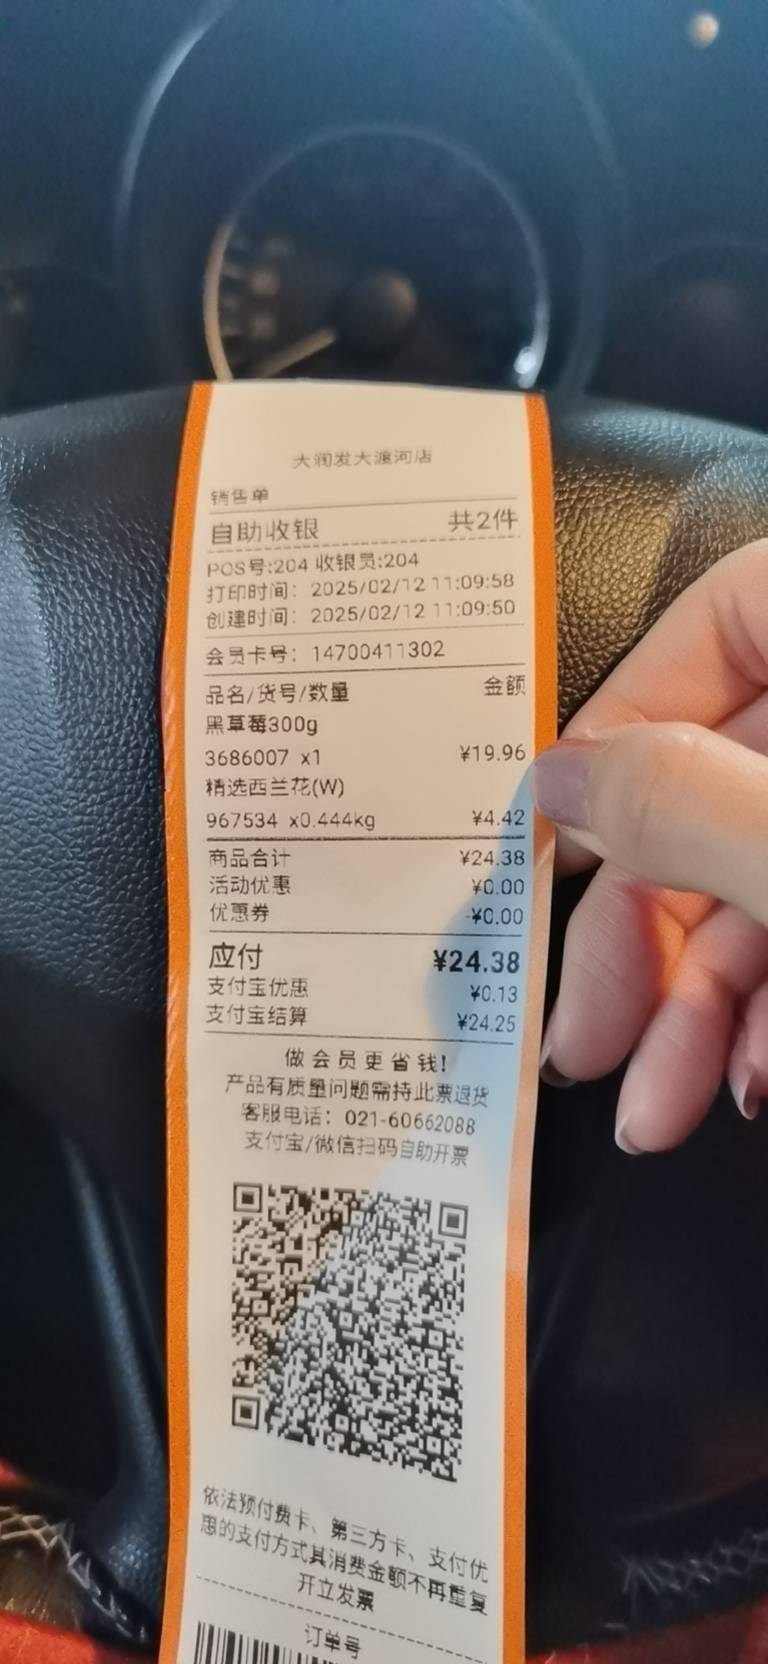 大润发大渡河店
销售单
自助收银 共2件
POS号:204 收银员:204
打印时间: 2025/02/12 11:09:58
创建时间: 2025/02/12 11:09:50
会员卡号: 14700411302
品名/货号/数量 金额
黑草莓300g
3686007 x1 ¥19.96
精选西兰花(W)
967534 x0.444kg ¥4.42
商品合计 ¥24.38
活动优惠 ¥0.00
优惠券 -¥0.00
应付 ¥24.38
支付宝优惠 ¥0.13
支付宝结算 ¥24.25
做会员更省钱!
产品有质量问题需持此票退货
客服电话: 021-60662088
支付宝/微信扫码自助开票
依法预付费卡、第三方卡、支付优
惠的支付方式其消费金额不再重复
开立发票
订单号